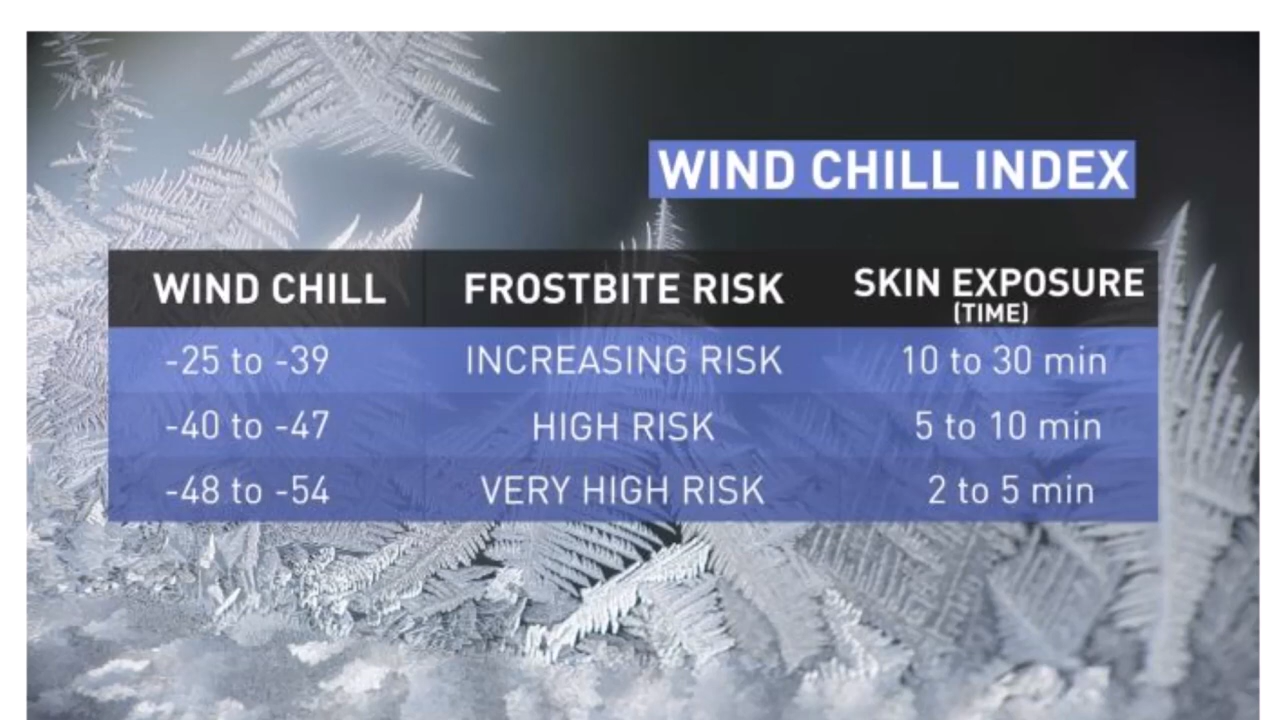 WIND CHILL INDEX
WIND CHILL FROSTBITE RISK SKIN EXPOSURE
(TIME)
-25 to -39 INCREASING RISK 10 to 30 min
-40 to -47 HIGH RISK 5 to 10 min
-48 to -54 VERY HIGH RISK 2 to 5 min